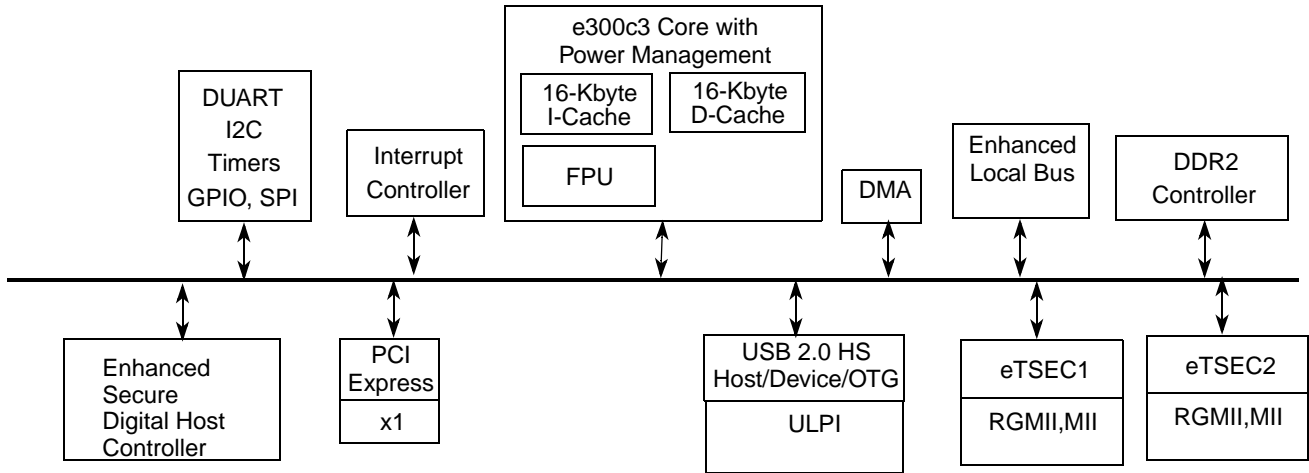 e300c3 Core with
Power Management
16-Kbyte
I-Cache
16-Kbyte
D-Cache
FPU
DUART
I2C
Timers
GPIO, SPI
Interrupt
Controller
DMA
Enhanced
Local Bus
DDR2
Controller
Enhanced
Secure
Digital Host
Controller
PCI
Express
x1
USB 2.0 HS
Host/Device/OTG
ULPI
eTSEC1
RGMII,MII
eTSEC2
RGMII,MII